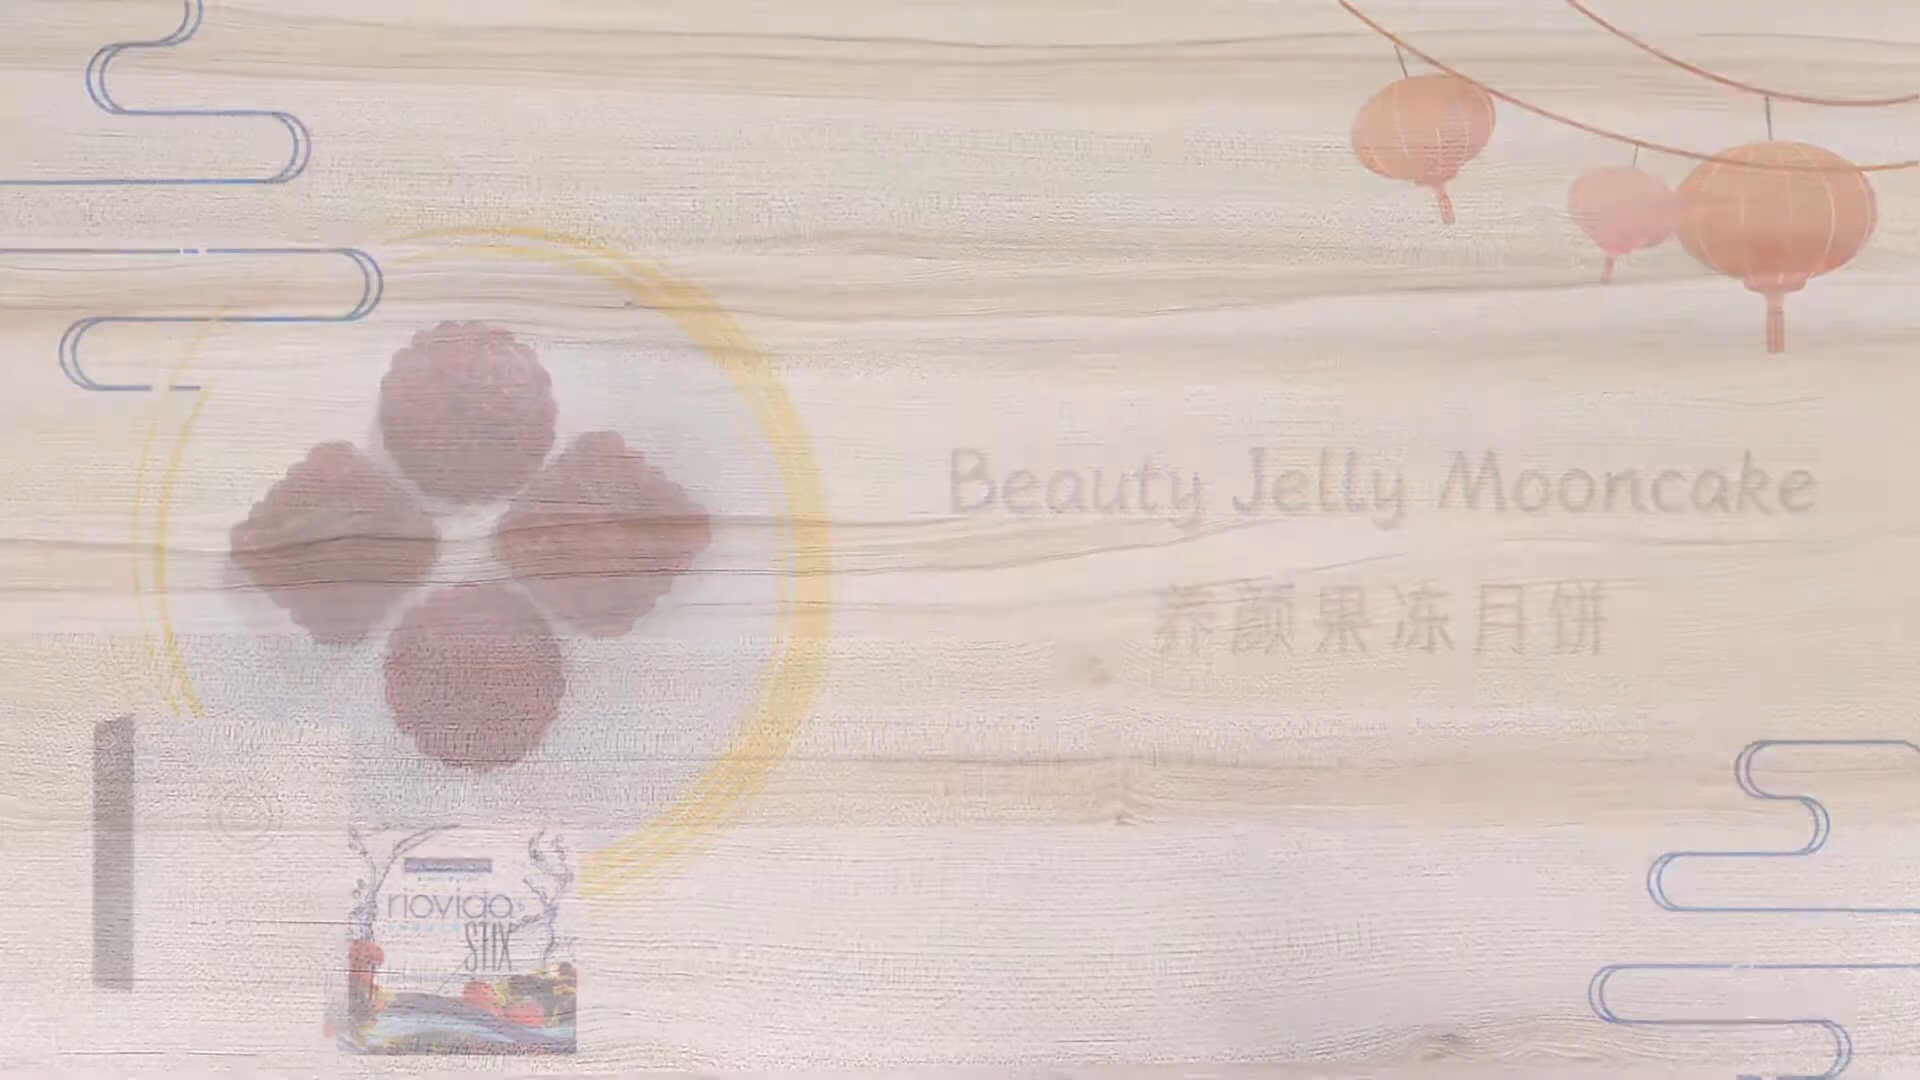 Beauty Jelly Mooncake
养颜果冻月饼
riovida
STIX